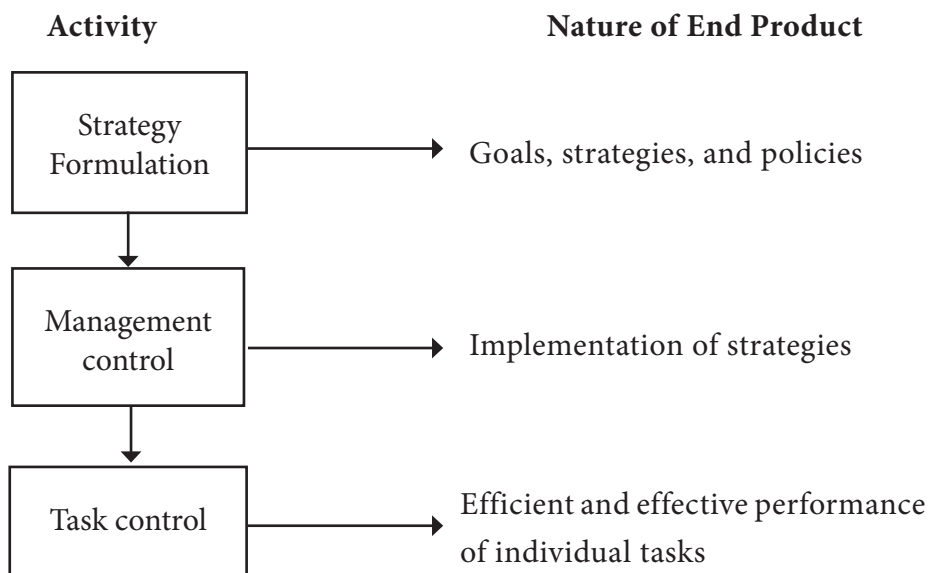 Activity
Nature of End Product
Strategy
Formulation
Goals, strategies, and policies
Management
control
Implementation of strategies
Task control
Efficient and effective performance
of individual tasks